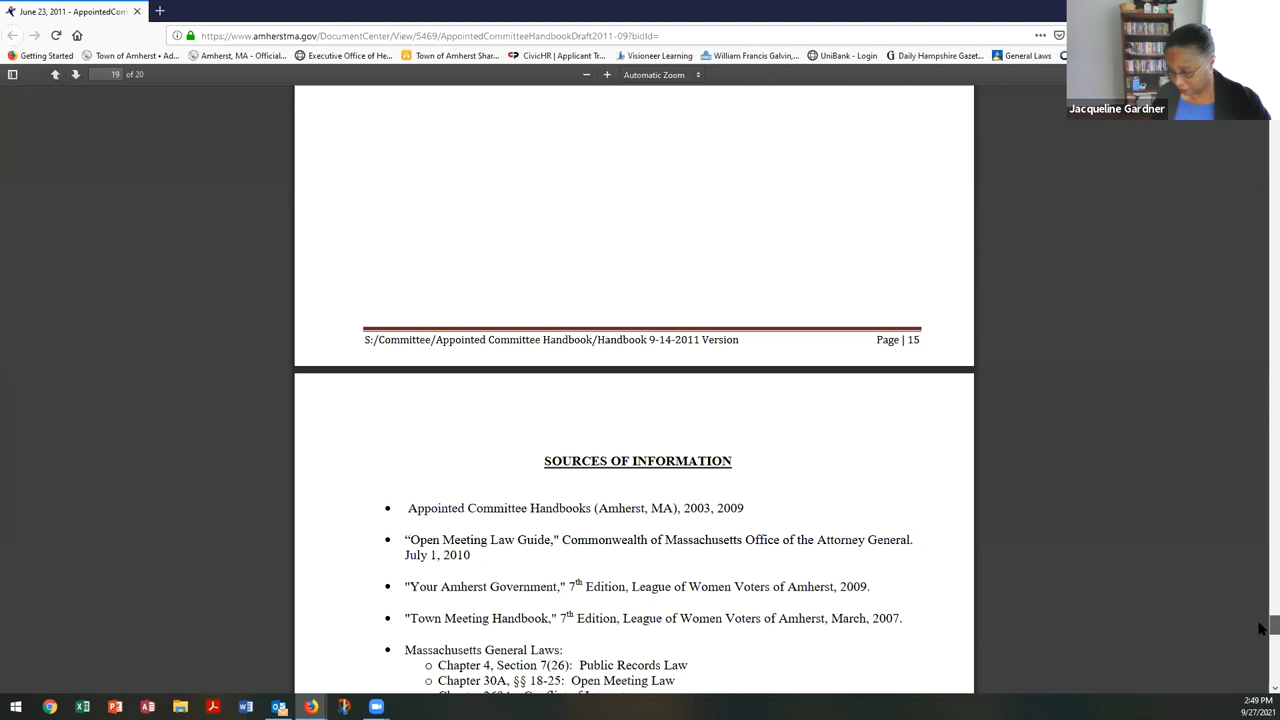 June 23, 2011 - AppointedCom
https://www.amherstma.gov/DocumentCenter/View/5469/AppointedCommitteeHandbookDraft2011-09?bidId=
Getting Started Town of Amherst • Ad... Amherst, MA - Official... Executive Office of He... Town of Amherst Shar... CivicHR | Applicant Tr... Visioneer Learning William Francis Galvin,... UniBank - Login Daily Hampshire Gazet... General Laws
19 of 20 Automatic Zoom
Jacqueline Gardner
S:/Committee/Appointed Committee Handbook/Handbook 9-14-2011 Version Page | 15
SOURCES OF INFORMATION
• Appointed Committee Handbooks (Amherst, MA), 2003, 2009
• “Open Meeting Law Guide," Commonwealth of Massachusetts Office of the Attorney General.
July 1, 2010
• "Your Amherst Government," 7th Edition, League of Women Voters of Amherst, 2009.
• "Town Meeting Handbook," 7th Edition, League of Women Voters of Amherst, March, 2007.
• Massachusetts General Laws:
o Chapter 4, Section 7(26): Public Records Law
o Chapter 30A, §§ 18-25: Open Meeting Law
2:49 PM
9/27/2021